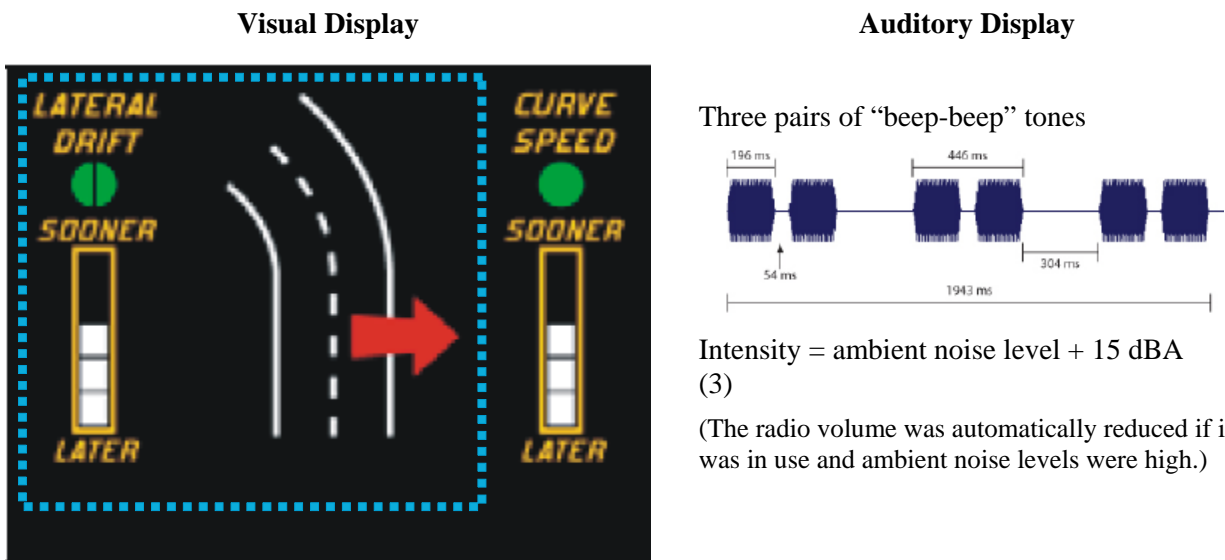 Visual Display
Auditory Display
LATERAL
DRIFT
SOONER
LATER
CURVE
SPEED
SOONER
LATER
Three pairs of “beep-beep” tones
196 ms
446 ms
54 ms
304 ms
1943 ms
Intensity = ambient noise level + 15 dBA
(3)
(The radio volume was automatically reduced if i
was in use and ambient noise levels were high.)